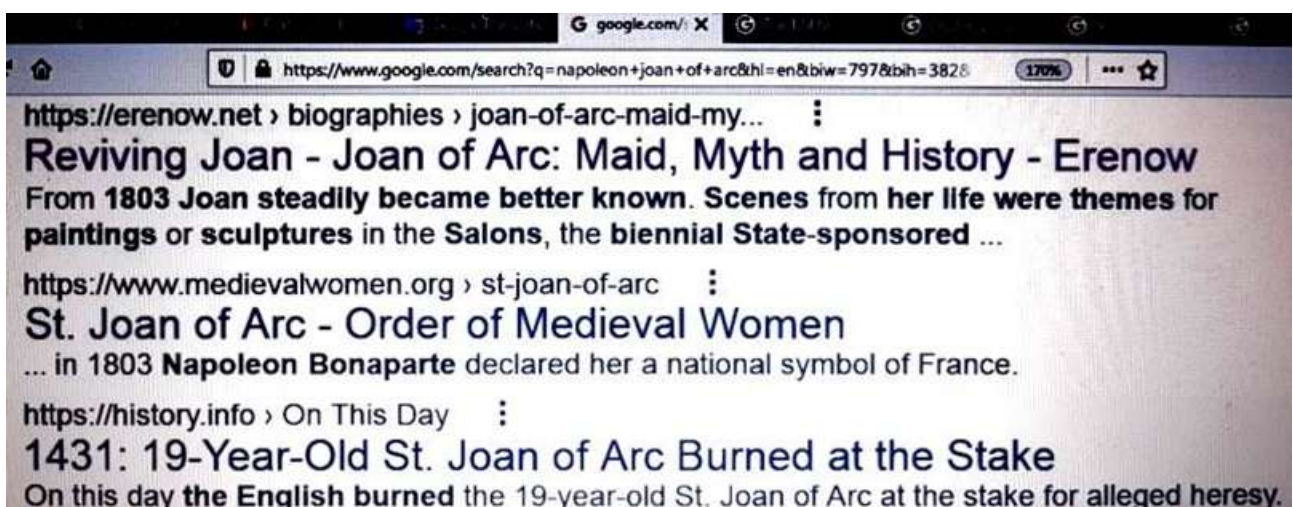 G google.com/s X
https://www.google.com/search?q=napoleon+joan+of+arc&hl=en&biw=797&bih=3828 170%
https://erenow.net › biographies › joan-of-arc-maid-my...
Reviving Joan - Joan of Arc: Maid, Myth and History - Erenow
From 1803 Joan steadily became better known. Scenes from her life were themes for
paintings or sculptures in the Salons, the biennial State-sponsored ...
https://www.medievalwomen.org › st-joan-of-arc
St. Joan of Arc - Order of Medieval Women
... in 1803 Napoleon Bonaparte declared her a national symbol of France.
https://history.info › On This Day
1431: 19-Year-Old St. Joan of Arc Burned at the Stake
On this day the English burned the 19-year-old St. Joan of Arc at the stake for alleged heresy.